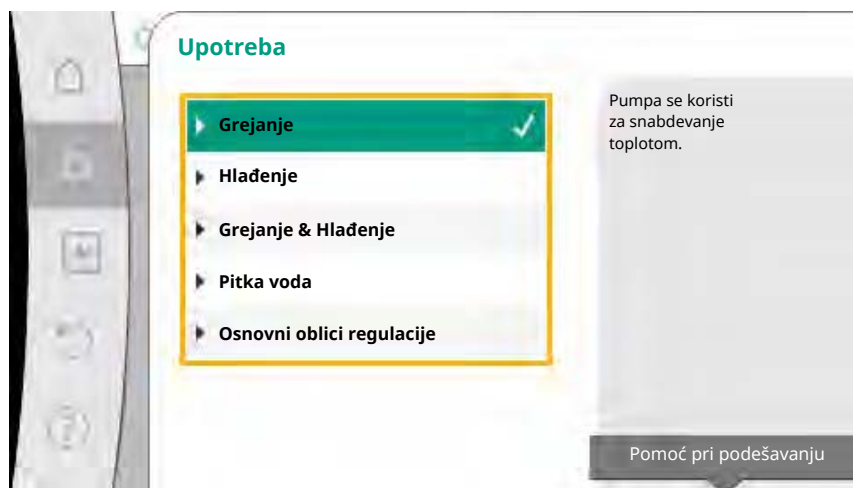 Upotreba
Grejanje
Hlađenje
Grejanje & Hlađenje
Pitka voda
Osnovni oblici regulacije
Pumpa se koristi
za snabdevanje
toplotom.
Pomoć pri podešavanju